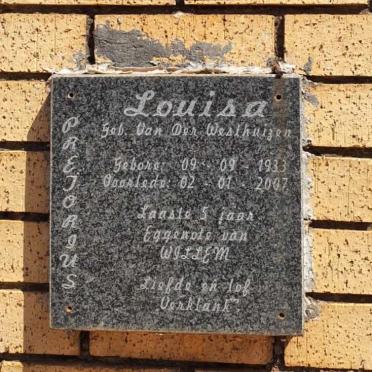 PRETORIUS
Louisa
Geb. Van Der Westhuizen
Gebore: 09 - 09 - 1933
Oorlede: 02 - 01 - 2007
Laaste 5 jaar
Eggenote van
WILLEM
Liefde en lof
"Verklank"